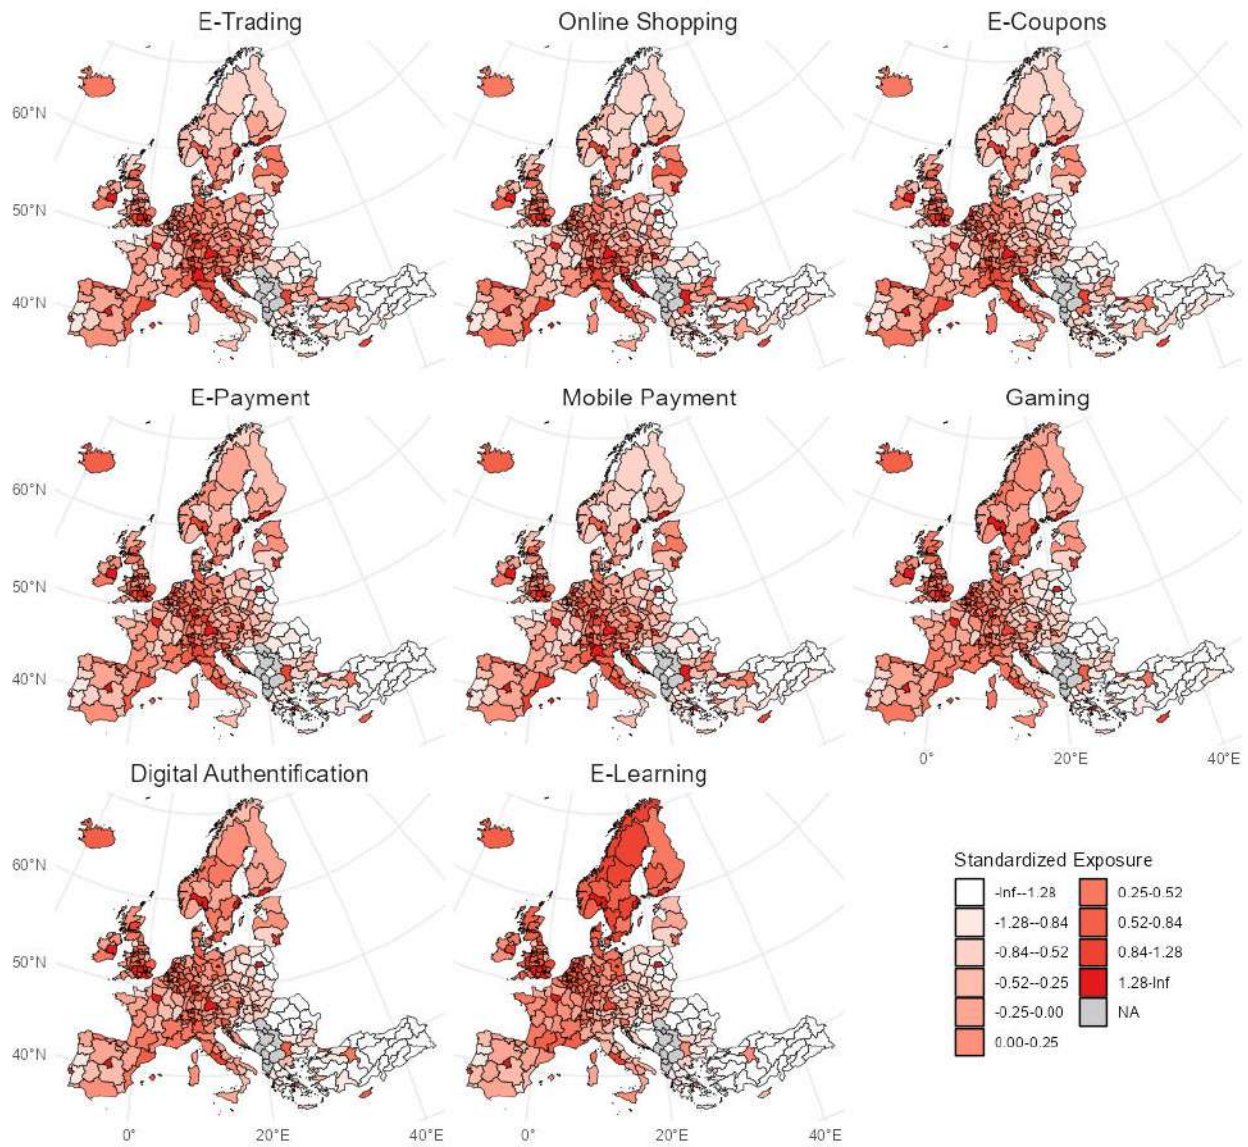 E-Trading
Online Shopping
E-Coupons
60°N
50°N
40°N
E-Payment
Mobile Payment
Gaming
60°N
50°N
40°N
0°
20°E
40°E
Digital Authentification
E-Learning
60°N
50°N
40°N
0°
20°E
40°E
0°
20°E
40°E
Standardized Exposure
-Inf--1.28
-1.28--0.84
-0.84--0.52
-0.52--0.25
-0.25-0.00
0.00-0.25
0.25-0.52
0.52-0.84
0.84-1.28
1.28-Inf
NA